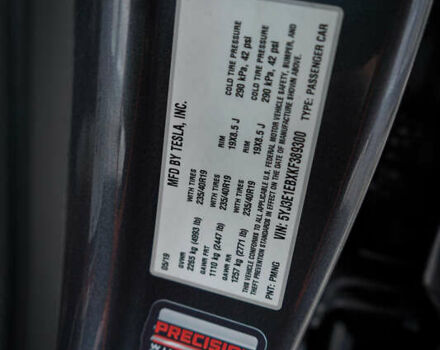 MFD BY TESLA, INC.
05/19
GVWR
2265 kg (4993 lb)
GAWR FRT WITH TIRES RIM COLD TIRE PRESSURE
1110 kg (2447 lb) 235/40R19 19X8.5 J 290 kPa, 42 psi
GAWR RR WITH TIRES RIM COLD TIRE PRESSURE
1257 kg (2771 lb) 235/40R19 19X8.5 J 290 kPa, 42 psi
THIS VEHICLE CONFORMS TO ALL APPLICABLE U.S. FEDERAL MOTOR VEHICLE SAFETY, BUMPER, AND
THEFT PREVENTION STANDARDS IN EFFECT ON THE DATE OF MANUFACTURE SHOWN ABOVE.
PNT: PMNG VIN: 5YJ3E1EBXKF389300 TYPE: PASSENGER CAR